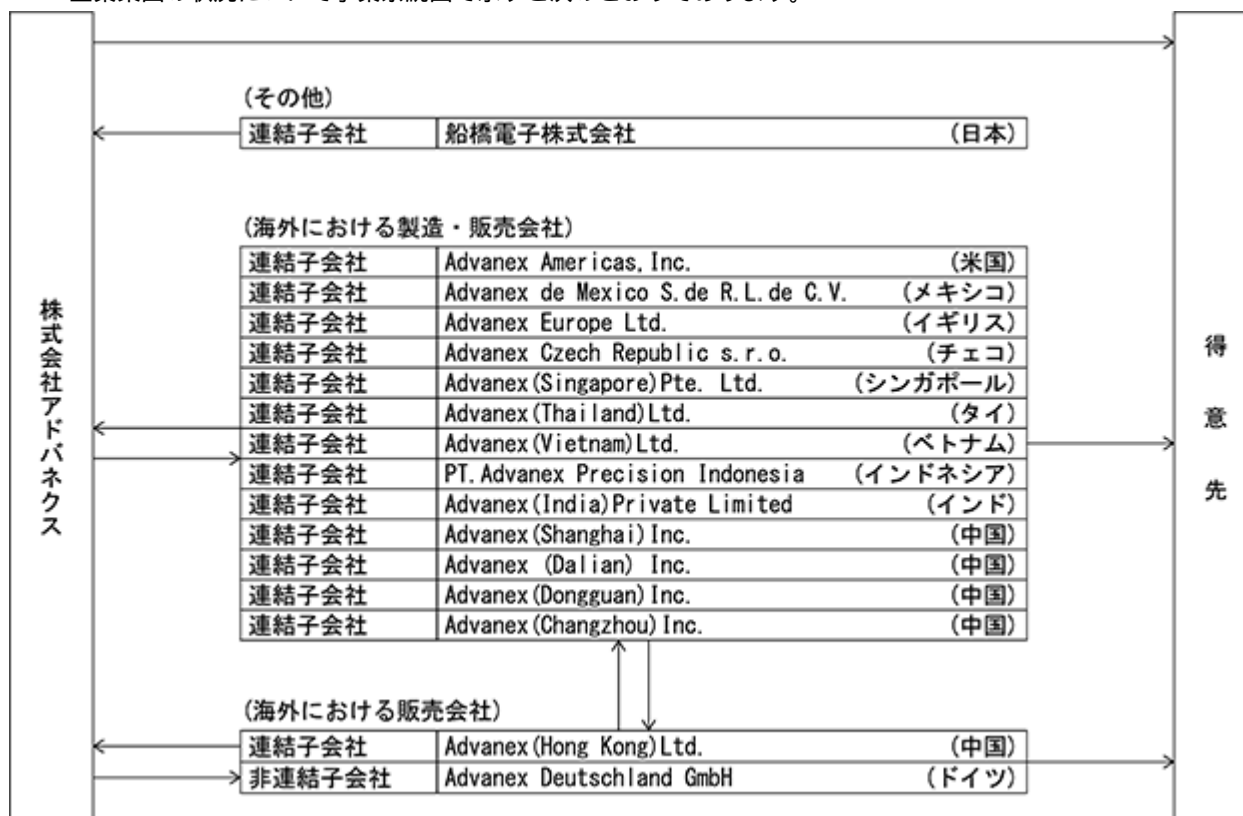 株式会社アドバネクス
(その他)
連結子会社 船橋電子株式会社 (日本)
(海外における製造・販売会社)
連結子会社 Advanex Americas,Inc. (米国)
連結子会社 Advanex de Mexico S.de R.L.de C.V. (メキシコ)
連結子会社 Advanex Europe Ltd. (イギリス)
連結子会社 Advanex Czech Republic s.r.o. (チェコ)
連結子会社 Advanex(Singapore)Pte. Ltd. (シンガポール)
連結子会社 Advanex(Thailand)Ltd. (タイ)
連結子会社 Advanex(Vietnam)Ltd. (ベトナム)
連結子会社 PT.Advanex Precision Indonesia (インドネシア)
連結子会社 Advanex(India)Private Limited (インド)
連結子会社 Advanex(Shanghai)Inc. (中国)
連結子会社 Advanex (Dalian) Inc. (中国)
連結子会社 Advanex(Dongguan)Inc. (中国)
連結子会社 Advanex(Changzhou)Inc. (中国)
(海外における販売会社)
連結子会社 Advanex(Hong Kong)Ltd. (中国)
非連結子会社 Advanex Deutschland GmbH (ドイツ)
得意先